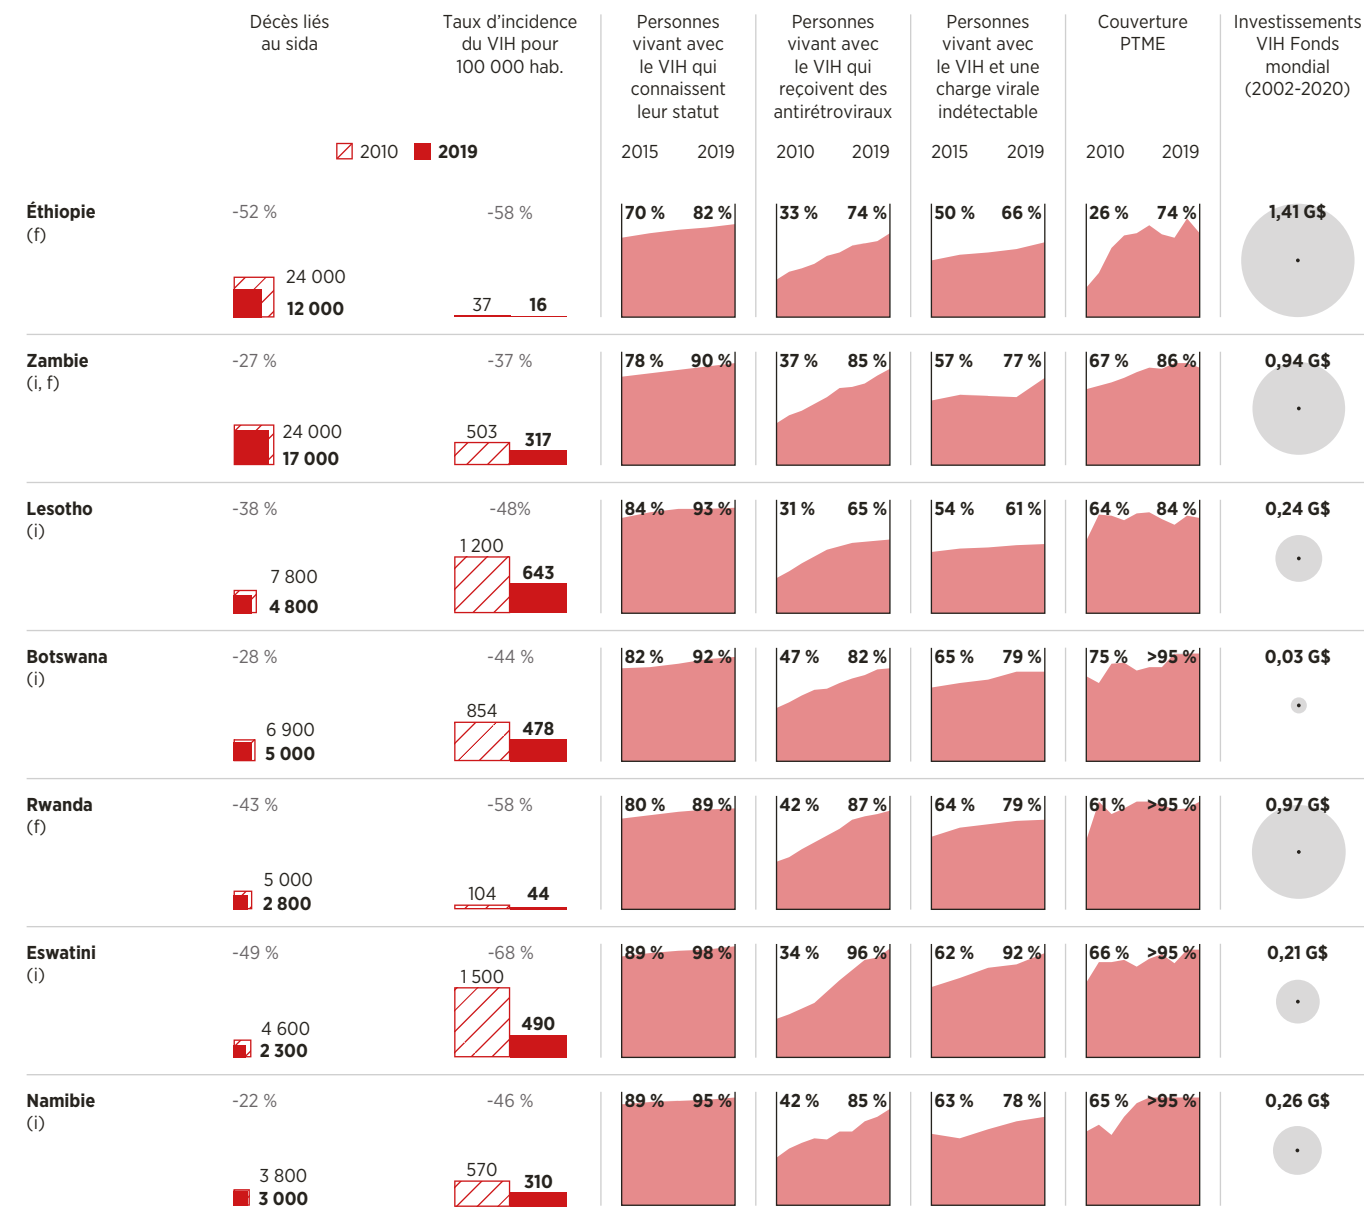 Décès liés
au sida
Taux d’incidence
du VIH pour
100 000 hab.
Personnes
vivant avec
le VIH qui
connaissent
leur statut
Personnes
vivant avec
le VIH qui
reçoivent des
antirétroviraux
Personnes
vivant avec
le VIH et une
charge virale
indétectable
Couverture
PTME
Investissements
VIH Fonds
mondial
(2002-2020)
2010 2019
2015 2019
2010 2019
2015 2019
2010 2019
Éthiopie
(f)
-52 %
24 000
12 000
-58 %
37 16
70 % 82 %
33 % 74 %
50 % 66 %
26 % 74 %
1,41 G$
Zambie
(i, f)
-27 %
24 000
17 000
-37 %
503 317
78 % 90 %
37 % 85 %
57 % 77 %
67 % 86 %
0,94 G$
Lesotho
(i)
-38 %
7 800
4 800
-48%
1 200
643
84 % 93 %
31 % 65 %
54 % 61 %
64 % 84 %
0,24 G$
Botswana
(i)
-28 %
6 900
5 000
-44 %
854
478
82 % 92 %
47 % 82 %
65 % 79 %
75 % >95 %
0,03 G$
Rwanda
(f)
-43 %
5 000
2 800
-58 %
104 44
80 % 89 %
42 % 87 %
64 % 79 %
61 % >95 %
0,97 G$
Eswatini
(i)
-49 %
4 600
2 300
-68 %
1 500
490
89 % 98 %
34 % 96 %
62 % 92 %
66 % >95 %
0,21 G$
Namibie
(i)
-22 %
3 800
3 000
-46 %
570
310
89 % 95 %
42 % 85 %
63 % 78 %
65 % >95 %
0,26 G$